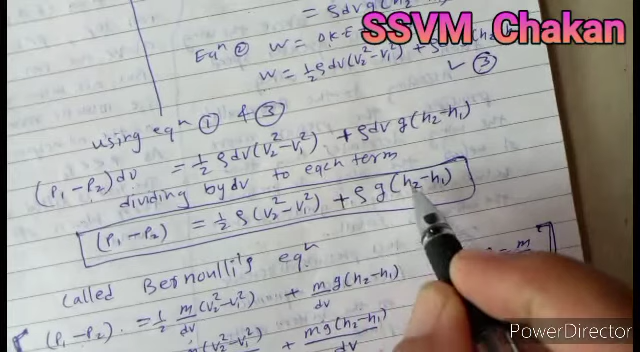 = ρdvg(h₂
SSVM Chakan
Eqⁿ ② W = D.K.E
W = ½ ρdv(v₂²-v₁²) +
③
using eqⁿ ① & ③
(P₁-P₂)dv = ½ ρdv(v₂²-v₁²) + ρdv g(h₂-h₁)
dividing by dv to each term
(P₁-P₂) = ½ ρ(v₂²-v₁²) + ρ g(h₂-h₁)
called Bernoulli's eqⁿ
(P₁-P₂) = ½ m/dv (v₂²-v₁²) + m/dv g(h₂-h₁)
(v₂²-v₁²) + mg(h₂-h₁)/dv
PowerDirector